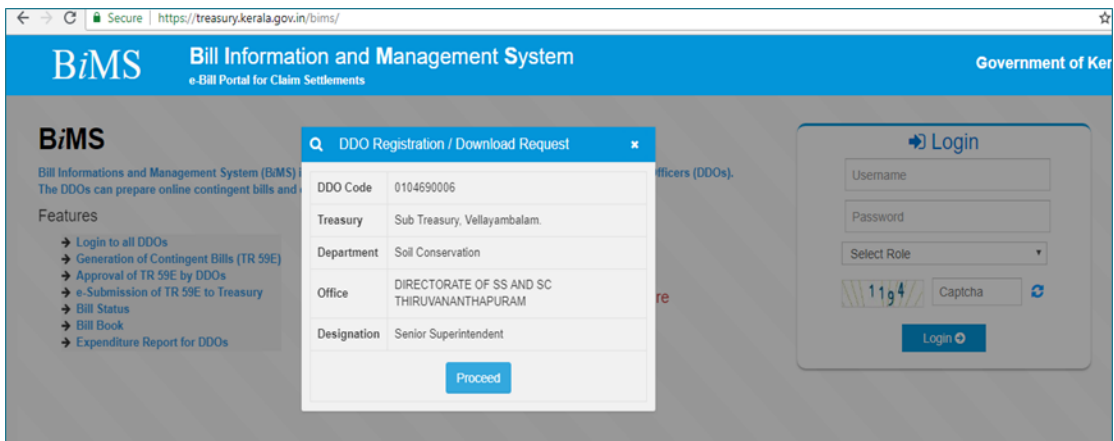 Secure | https://treasury.kerala.gov.in/bims/
BiMS
Bill Information and Management System
e-Bill Portal for Claim Settlements
Government of Ker
BiMS
Bill Informations and Management System (BiMS) i
fficers (DDOs).
The DDOs can prepare online contingent bills and
Features
Login to all DDOs
Generation of Contingent Bills (TR 59E)
Approval of TR 59E by DDOs
e-Submission of TR 59E to Treasury
Bill Status
Bill Book
Expenditure Report for DDOs
DDO Registration / Download Request ×
DDO Code 0104690006
Treasury Sub Treasury, Vellayambalam.
Department Soil Conservation
Office DIRECTORATE OF SS AND SC
THIRUVANANTHAPURAM
Designation Senior Superintendent
Proceed
re
Login
Username
Password
Select Role
1194 Captcha
Login